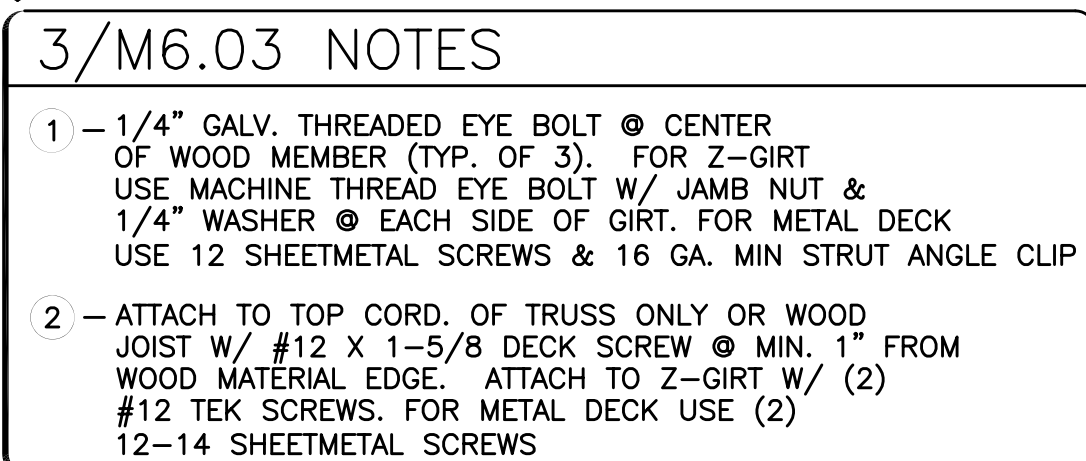 3/M6.03 NOTES
1 – 1/4" GALV. THREADED EYE BOLT @ CENTER
OF WOOD MEMBER (TYP. OF 3). FOR Z–GIRT
USE MACHINE THREAD EYE BOLT W/ JAMB NUT &
1/4" WASHER @ EACH SIDE OF GIRT. FOR METAL DECK
USE 12 SHEETMETAL SCREWS & 16 GA. MIN STRUT ANGLE CLIP
2 – ATTACH TO TOP CORD. OF TRUSS ONLY OR WOOD
JOIST W/ #12 X 1–5/8 DECK SCREW @ MIN. 1" FROM
WOOD MATERIAL EDGE. ATTACH TO Z–GIRT W/ (2)
#12 TEK SCREWS. FOR METAL DECK USE (2)
12–14 SHEETMETAL SCREWS